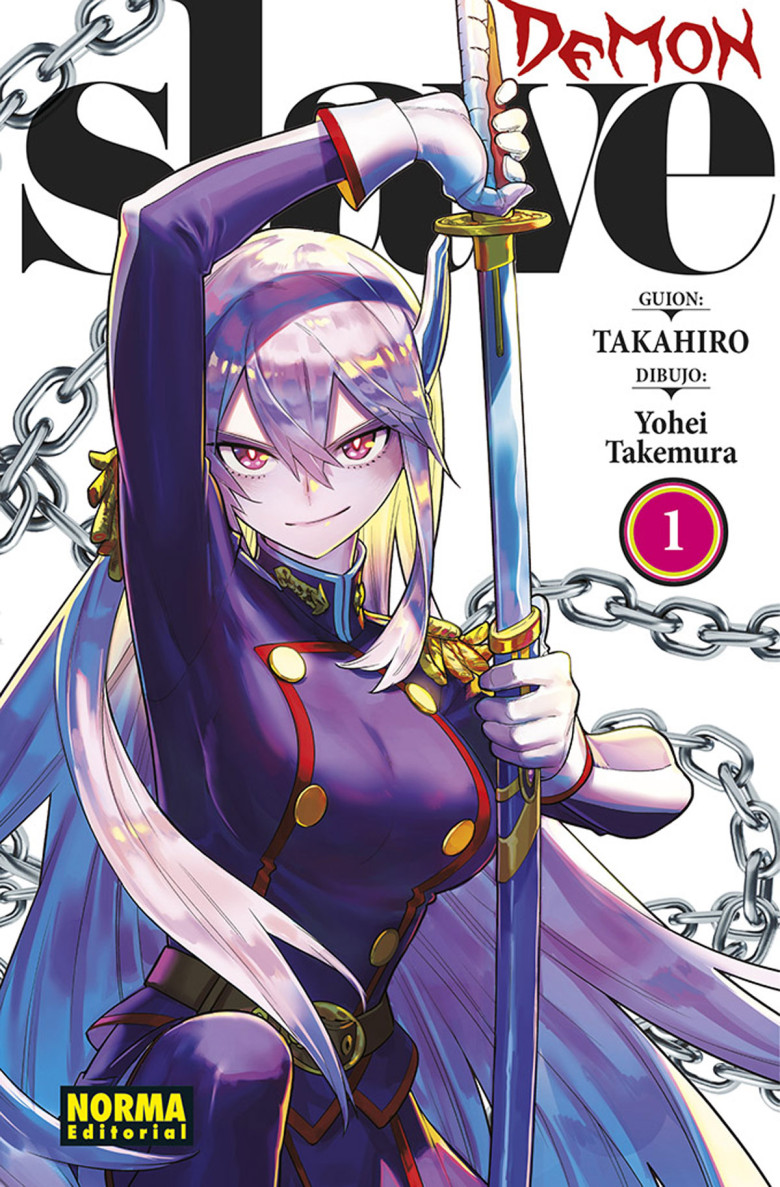 DEMON
slave
GUION:
TAKAHIRO
DIBUJO:
Yohei
Takemura
1
NORMA
Editorial